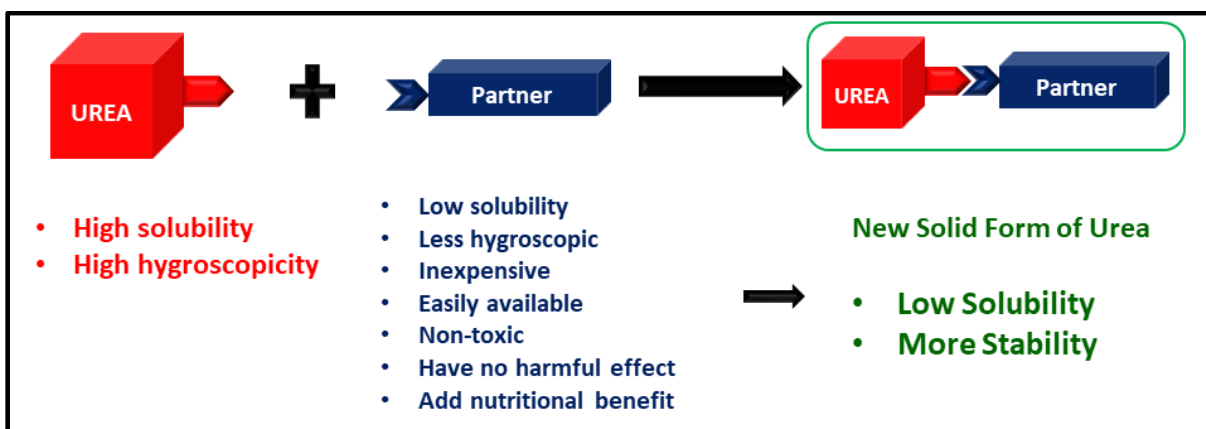 UREA
Partner
UREA
Partner
• High solubility
• High hygroscopicity
• Low solubility
• Less hygroscopic
• Inexpensive
• Easily available
• Non-toxic
• Have no harmful effect
• Add nutritional benefit
New Solid Form of Urea
• Low Solubility
• More Stability